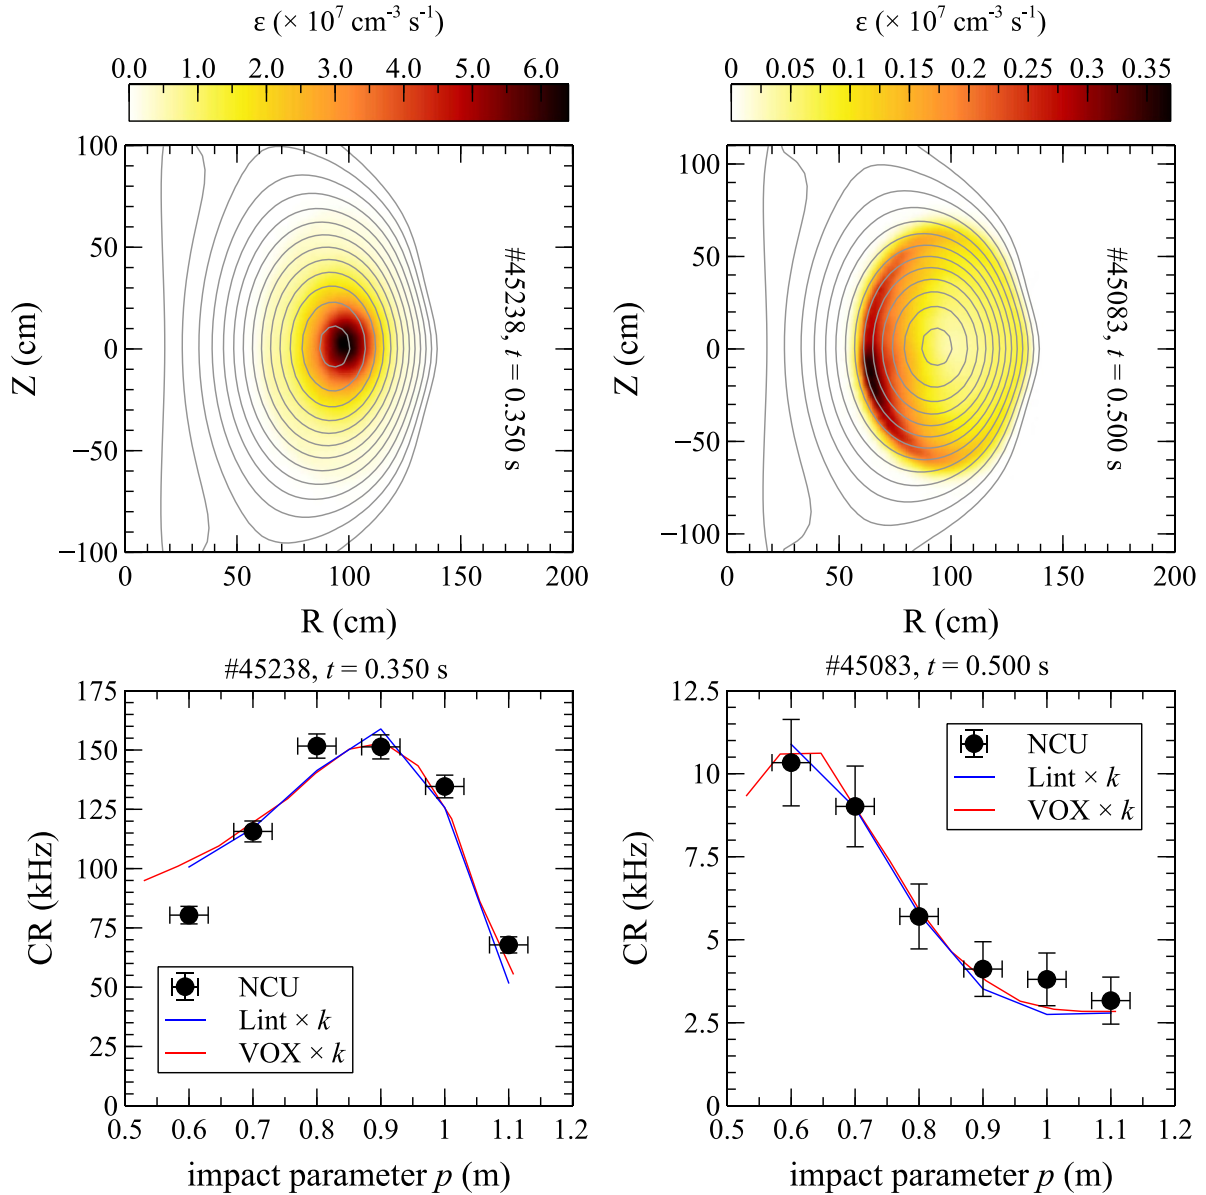 ε (× 10⁷ cm⁻³ s⁻¹)
0.0 1.0 2.0 3.0 4.0 5.0 6.0
100
50
0
−50
−100
Z (cm)
#45238, t = 0.350 s
0 50 100 150 200
R (cm)
ε (× 10⁷ cm⁻³ s⁻¹)
0 0.05 0.1 0.15 0.2 0.25 0.3 0.35
100
50
0
−50
−100
Z (cm)
#45083, t = 0.500 s
0 50 100 150 200
R (cm)
#45238, t = 0.350 s
175
150
125
100
75
50
25
0
CR (kHz)
NCU
Lint × k
VOX × k
0.5 0.6 0.7 0.8 0.9 1 1.1 1.2
impact parameter p (m)
#45083, t = 0.500 s
12.5
10
7.5
5
2.5
0
CR (kHz)
NCU
Lint × k
VOX × k
0.5 0.6 0.7 0.8 0.9 1 1.1 1.2
impact parameter p (m)